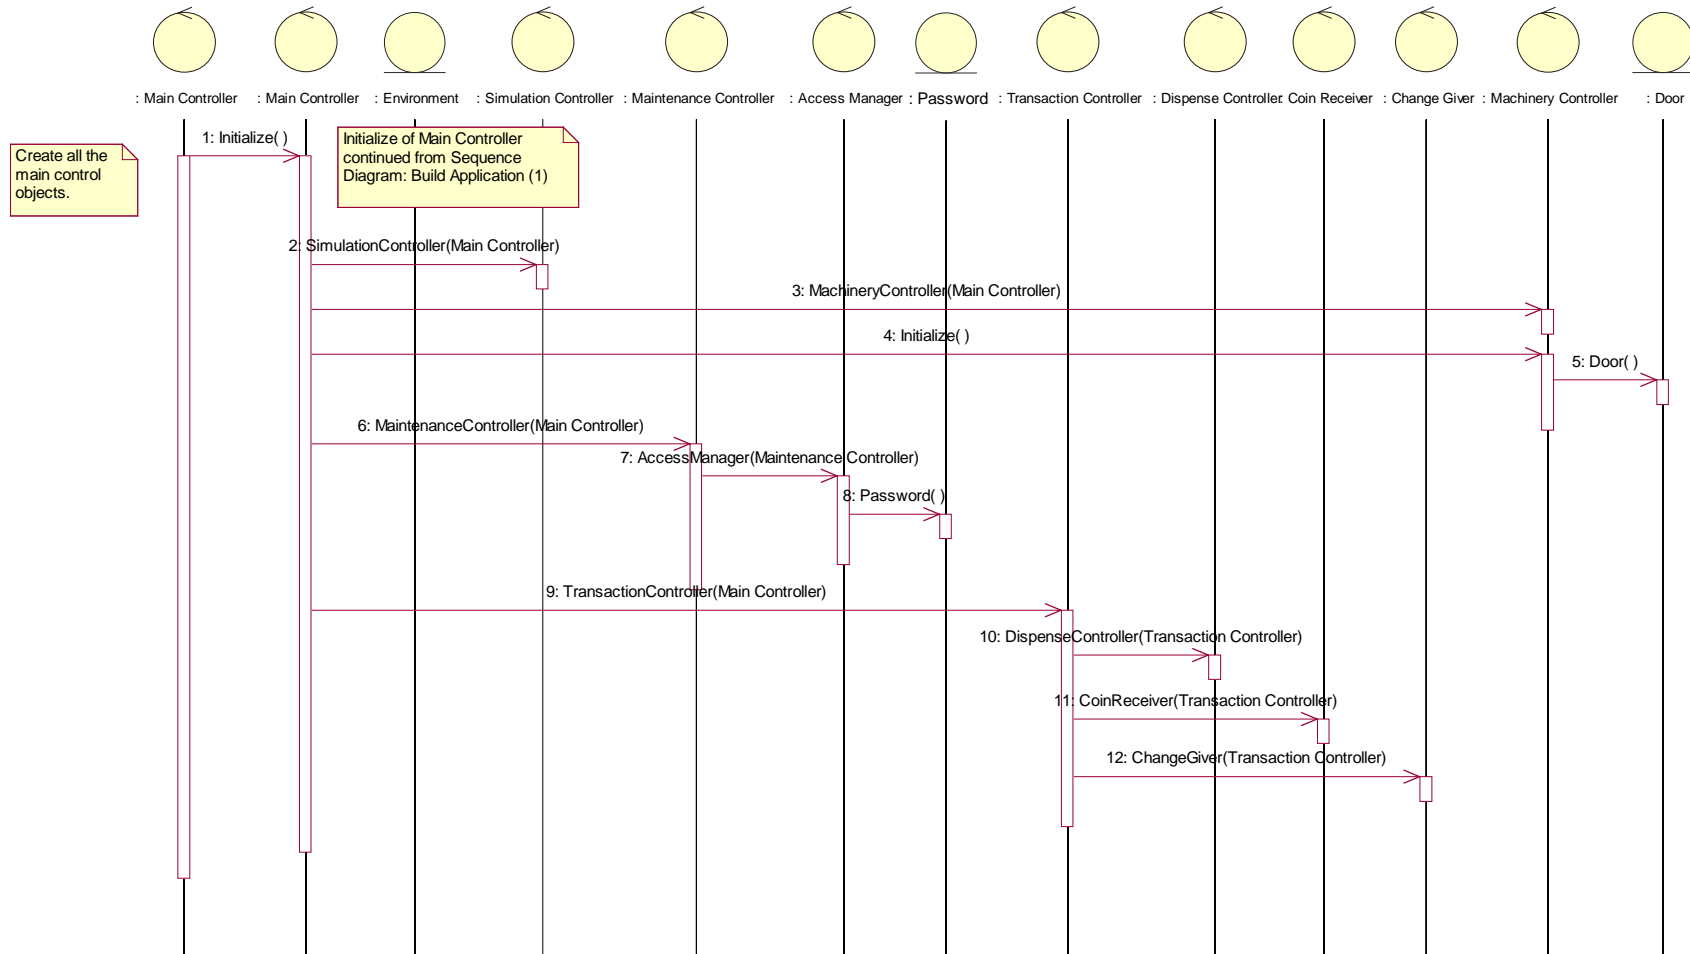 : Main Controller
: Main Controller
: Environment
: Simulation Controller
: Maintenance Controller
: Access Manager
: Password
: Transaction Controller
: Dispense Controller
: Coin Receiver
: Change Giver
: Machinery Controller
: Door
1: Initialize( )
Create all the
main control
objects.
Initialize of Main Controller
continued from Sequence
Diagram: Build Application (1)
2: SimulationController(Main Controller)
3: MachineryController(Main Controller)
4: Initialize( )
5: Door( )
6: MaintenanceController(Main Controller)
7: AccessManager(Maintenance Controller)
8: Password( )
9: TransactionController(Main Controller)
10: DispenseController(Transaction Controller)
11: CoinReceiver(Transaction Controller)
12: ChangeGiver(Transaction Controller)